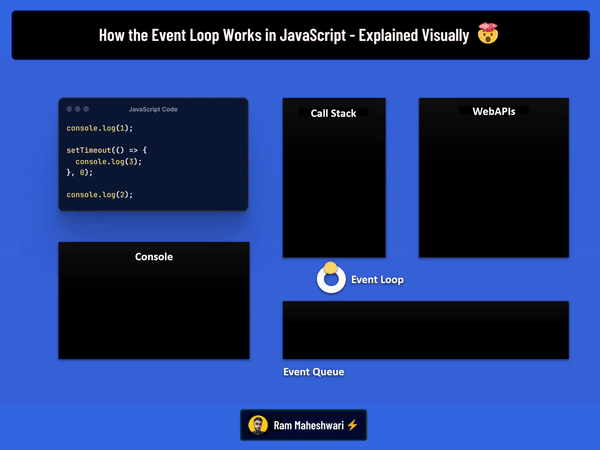 How the Event Loop Works in JavaScript - Explained Visually 🤯
JavaScript Code
console.log(1);
setTimeout(() => {
  console.log(3);
}, 0);
console.log(2);
Call Stack
WebAPIs
Console
Event Loop
Event Queue
Ram Maheshwari⚡